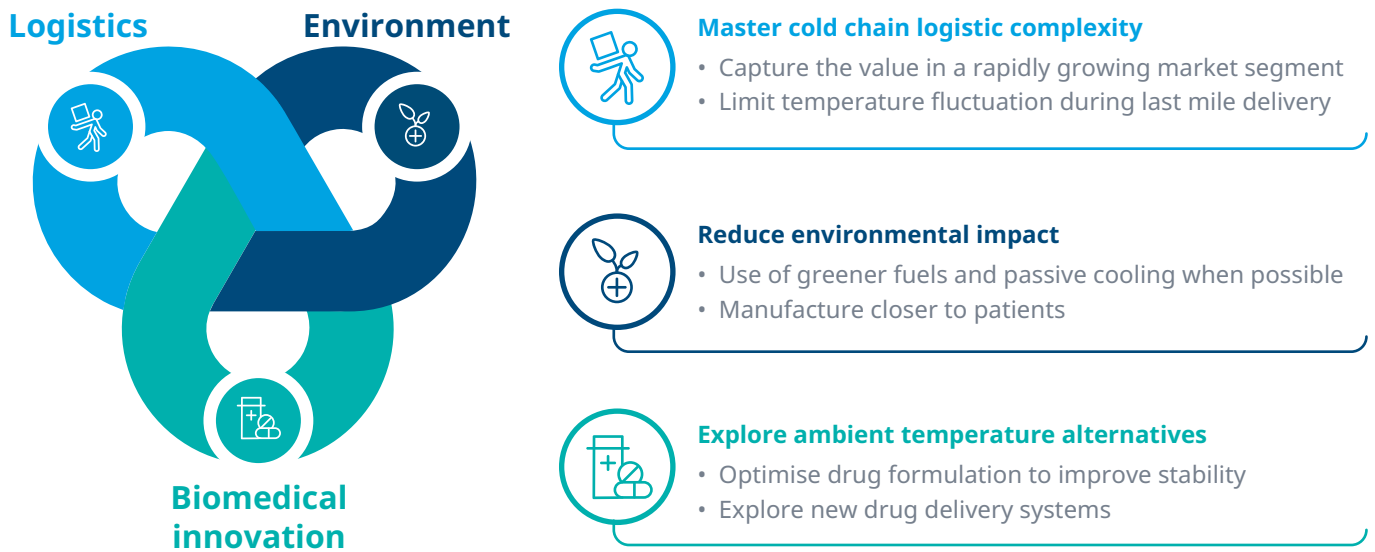 Logistics
Environment
Biomedical
innovation
Master cold chain logistic complexity
• Capture the value in a rapidly growing market segment
• Limit temperature fluctuation during last mile delivery
Reduce environmental impact
• Use of greener fuels and passive cooling when possible
• Manufacture closer to patients
Explore ambient temperature alternatives
• Optimise drug formulation to improve stability
• Explore new drug delivery systems